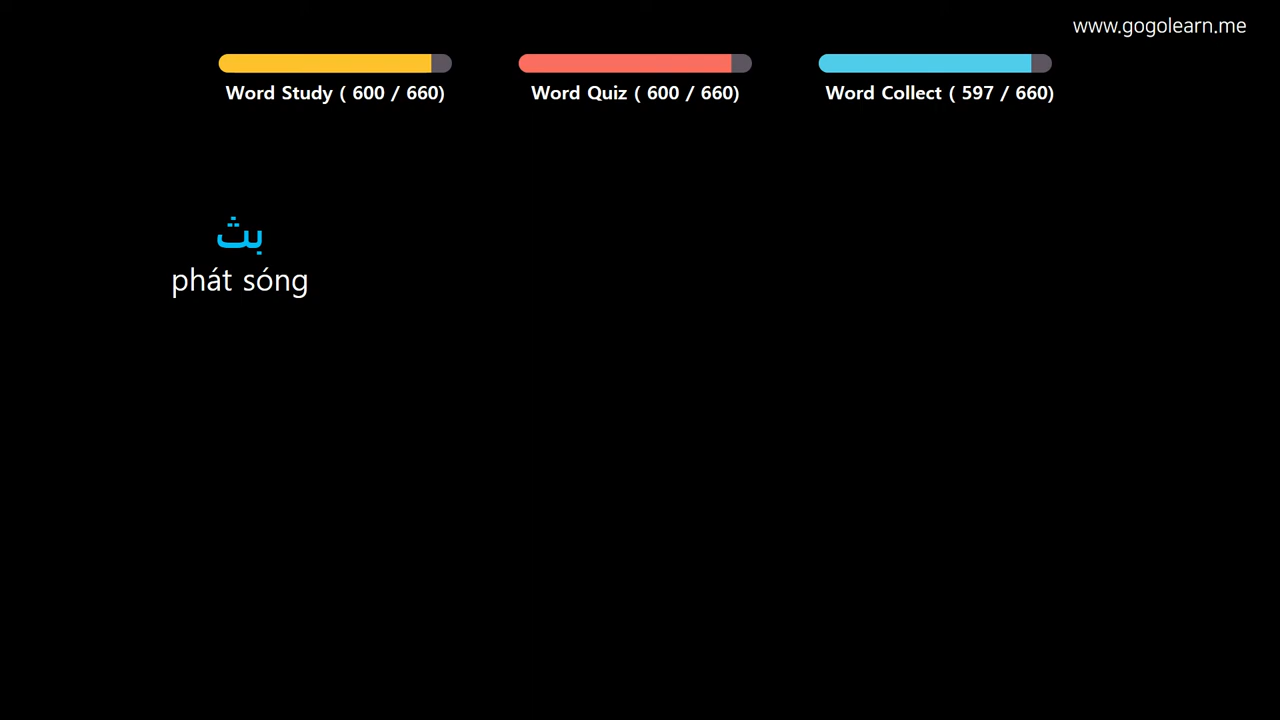 www.gogolearn.me
Word Study ( 600 / 660)
Word Quiz ( 600 / 660)
Word Collect ( 597 / 660)
بث
phát sóng